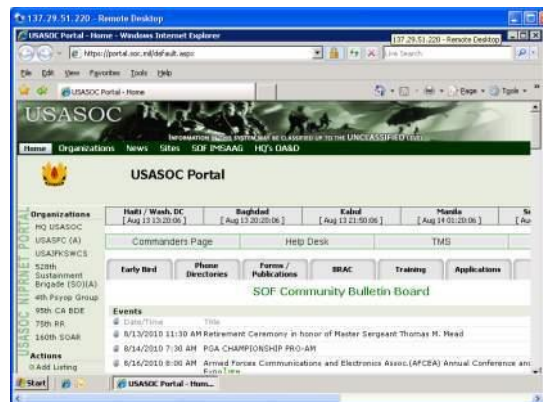 137.29.51.220 - Remote Desktop
USASOC Portal - Home - Windows Internet Explorer
137.29.51.220 - Remote Desktop
https://portal.soc.mil/default.aspx
Live Search
File Edit View Favorites Tools Help
USASOC Portal - Home
Page Tools
USASOC
INFORMATION IN THIS SYSTEM MAY BE CLASSIFIED UP TO THE UNCLASSIFIED LEVEL
Home Organizations News Sites SOF IMSAAG HQ's OA&D
USASOC Portal
Haiti / Wash, DC Baghdad Kabul Manila
[ Aug 13 13:20:06 ] [ Aug 13 20:20:06 ] [ Aug 13 21:50:06 ] [ Aug 14 01:20:06 ]
Commanders Page Help Desk TMS
Early Bird Phone Directories Forms / Publications BRAC Training Applications
SOF Community Bulletin Board
Organizations
HQ USASOC
USASFC (A)
USAJFKSWCS
528th
Sustainment
Brigade (SO)(A)
4th Psyop Group
95th CA BDE
75th RR
160th SOAR
Actions
Add Listing
USASOC NIPRNET PORTAL
Events
Date/Time Title
8/13/2010 11:30 AM Retirement Ceremony in honor of Master Sergeant Thomas M. Mead
8/14/2010 7:30 AM PGA CHAMPIONSHIP PRO-AM
8/16/2010 8:00 AM Armed Forces Communications and Electronics Assoc.(AFCEA) Annual Conference and
Start USASOC Portal - Hom...